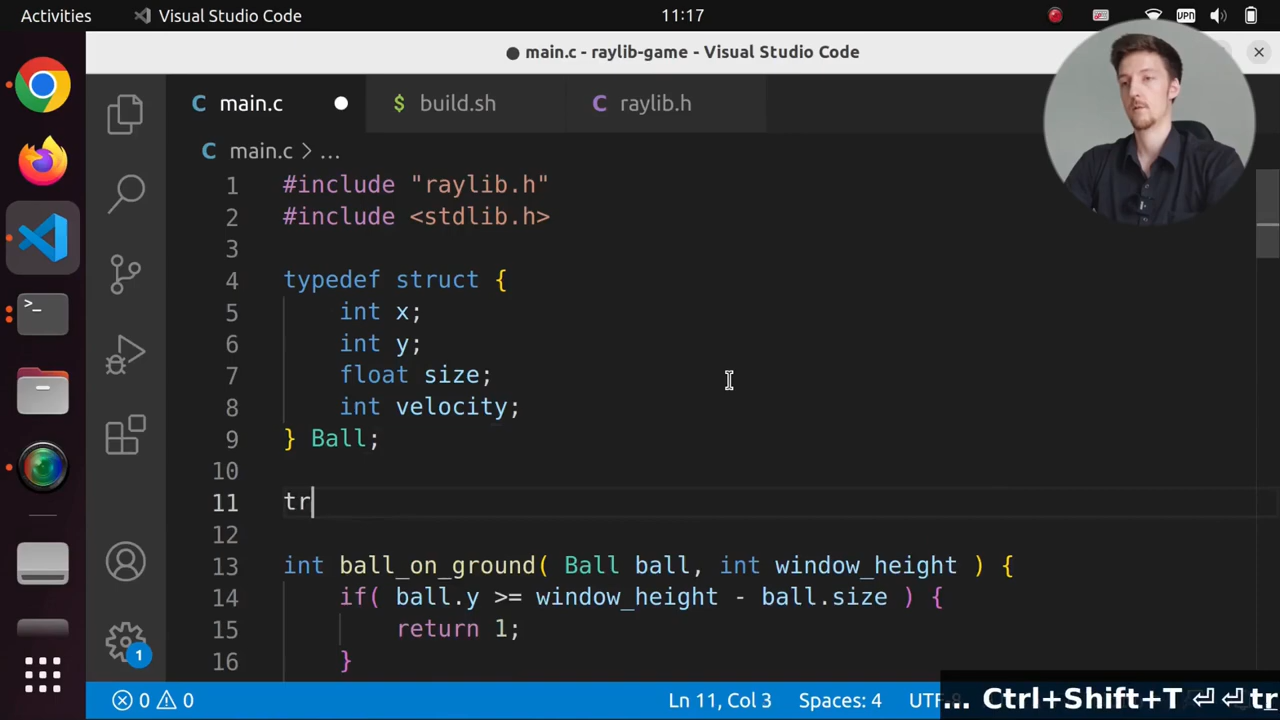 Activities Visual Studio Code 11:17 VPN
main.c - raylib-game - Visual Studio Code
main.c build.sh raylib.h
main.c > ...
1 #include "raylib.h"
2 #include <stdlib.h>
3
4 typedef struct {
5 int x;
6 int y;
7 float size;
8 int velocity;
9 } Ball;
10
11 tr
12
13 int ball_on_ground( Ball ball, int window_height ) {
14 if( ball.y >= window_height - ball.size ) {
15 return 1;
16 }
1
0 0 Ln 11, Col 3 Spaces: 4 ... Ctrl+Shift+T ⏎ ⏎ tr